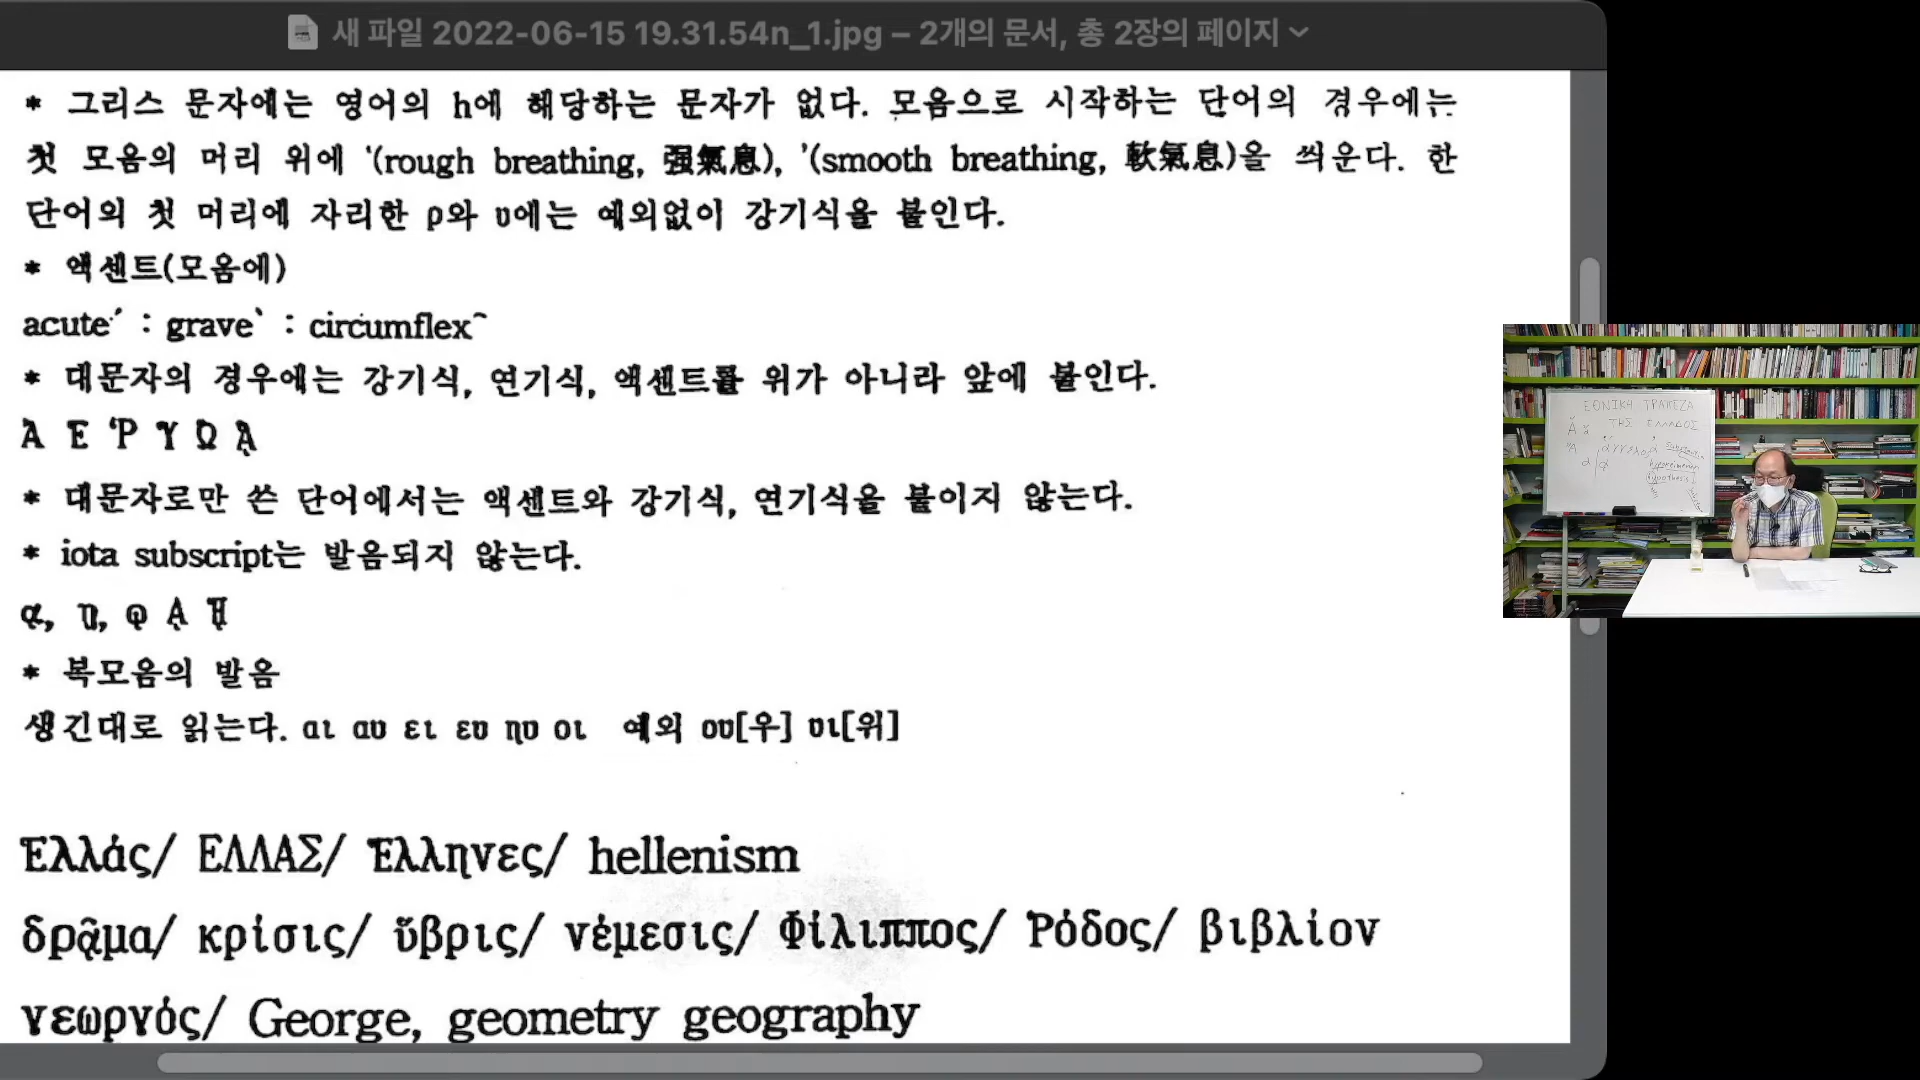 새 파일 2022-06-15 19.31.54n_1.jpg – 2개의 문서, 총 2장의 페이지
* 그리스 문자에는 영어의 h에 해당하는 문자가 없다. 모음으로 시작하는 단어의 경우에는
첫 모음의 머리 위에 ʽ(rough breathing, 强氣息), ʼ(smooth breathing, 軟氣息)을 씌운다. 한
단어의 첫 머리에 자리한 ρ와 υ에는 예외없이 강기식을 붙인다.
* 액센트(모음에)
acute´ : grave` : circumflex῀
* 대문자의 경우에는 강기식, 연기식, 액센트를 위가 아니라 앞에 붙인다.
* 대문자로만 쓴 단어에서는 액센트와 강기식, 연기식을 붙이지 않는다.
* iota subscript는 발음되지 않는다.
ᾳ, ῃ, ῳ ᾼ ῌ
* 복모음의 발음
생긴대로 읽는다. αι αυ ει ευ ηυ οι 예외 ου[우] υι[위]
Ἑλλάς/ ΕΛΛΑΣ/ Ἑλληνες/ hellenism
δρᾷμα/ κρίσις/ ὕβρις/ νέμεσις/ Φίλιππος/ Ῥόδος/ βιβλίον
γεωργός/ George, geometry geography
ΕΘΝΙΚΗ ΤΡΑΠΕΖΑ
ΤΗΣ ΕΛΛΑΔΟΣ